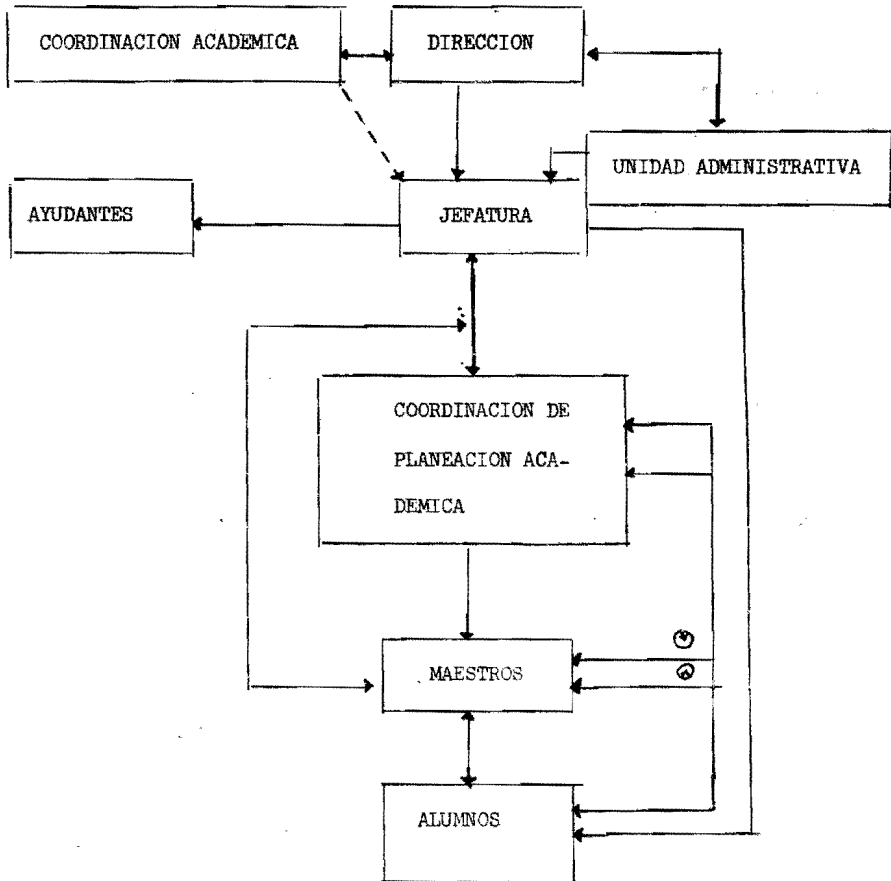 COORDINACION ACADEMICA
DIRECCION
UNIDAD ADMINISTRATIVA
AYUDANTES
JEFATURA
COORDINACION DE
PLANEACION ACA-
DEMICA
MAESTROS
ALUMNOS